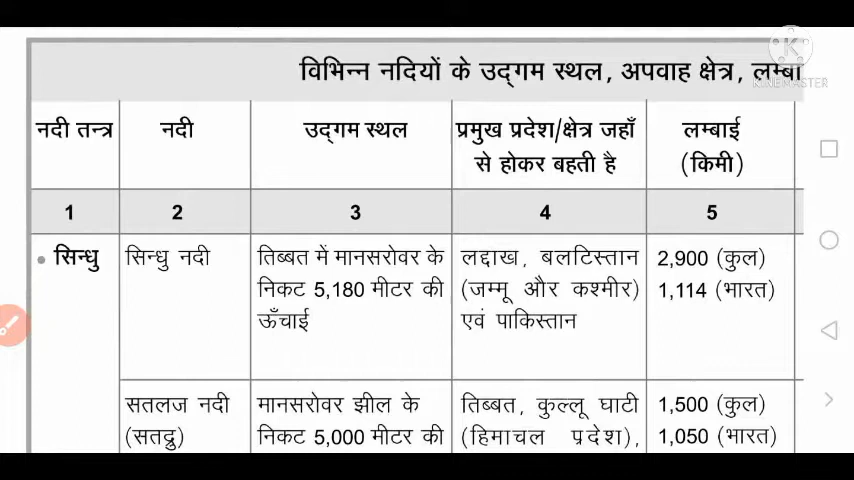 विभिन्न नदियों के उद्गम स्थल, अपवाह क्षेत्र, लम्बा
KINEMASTER
नदी तन्त्र नदी उद्गम स्थल प्रमुख प्रदेश/क्षेत्र जहाँ लम्बाई
से होकर बहती है (किमी)
1 2 3 4 5
• सिन्धु सिन्धु नदी तिब्बत में मानसरोवर के लद्दाख, बलटिस्तान 2,900 (कुल)
निकट 5,180 मीटर की (जम्मू और कश्मीर) 1,114 (भारत)
ऊँचाई एवं पाकिस्तान
सतलज नदी मानसरोवर झील के तिब्बत, कुल्लू घाटी 1,500 (कुल)
(सतद्रु) निकट 5,000 मीटर की (हिमाचल प्रदेश), 1,050 (भारत)